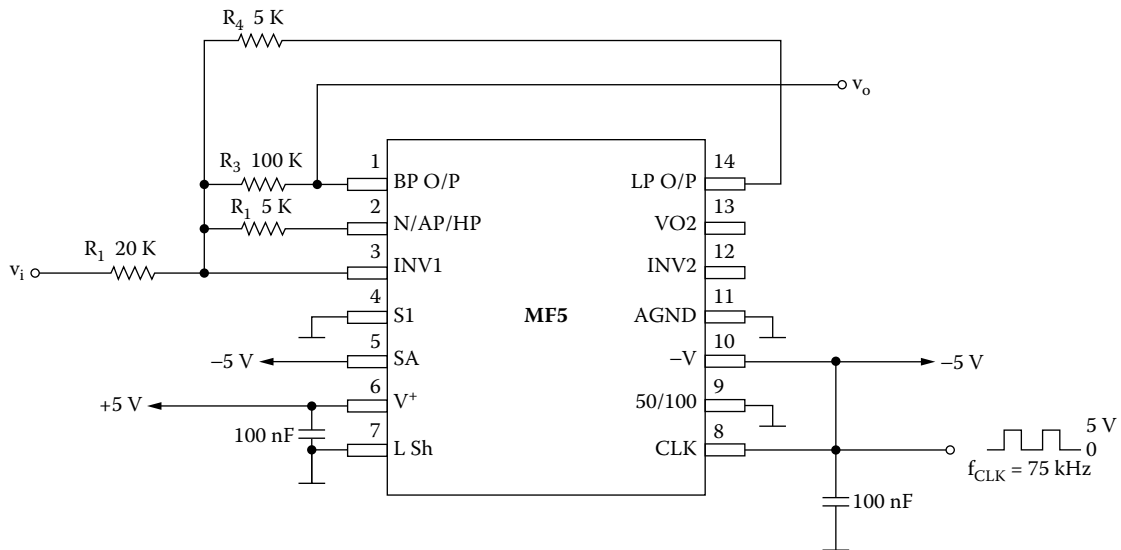 R4 5 K
vo
R3 100 K
1
BP O/P
LP O/P
14
R1 5 K
2
N/AP/HP
VO2
13
vi
R1 20 K
3
INV1
INV2
12
4
S1
MF5
AGND
11
−5 V
5
SA
−V
10
−5 V
+5 V
6
V+
50/100
9
100 nF
7
L Sh
CLK
8
5 V
0
fCLK = 75 kHz
100 nF